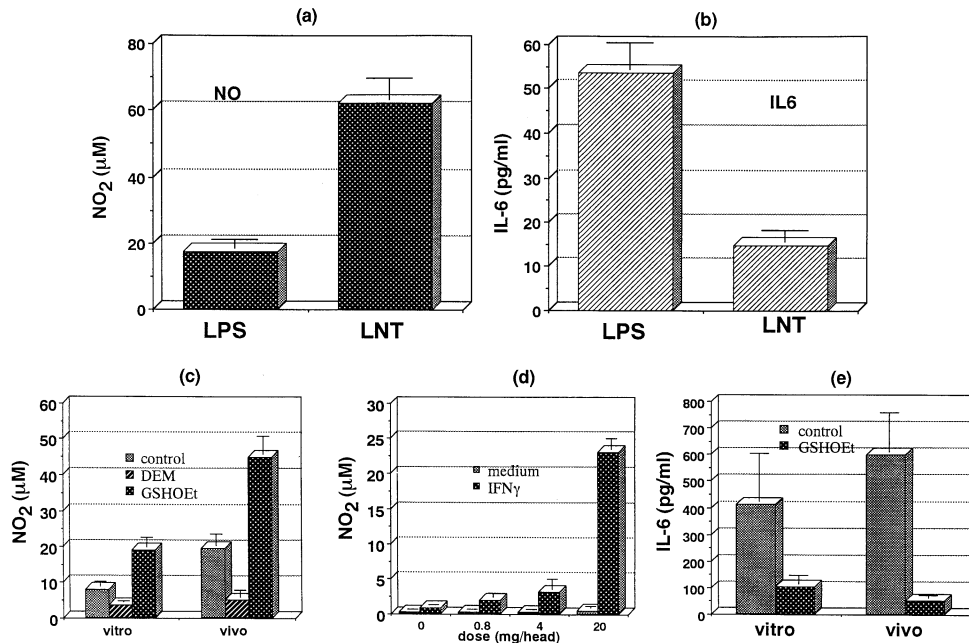 (a)
NO2 (μM)
80
60
40
20
0
NO
LPS LNT
(b)
IL-6 (pg/ml)
60
50
40
30
20
10
0
IL6
LPS LNT
(c)
NO2 (μM)
60
50
40
30
20
10
0
control
DEM
GSHOEt
vitro vivo
(d)
NO2 (μM)
30
25
20
15
10
5
0
medium
IFNγ
0 0.8 4 20
dose (mg/head)
(e)
IL-6 (pg/ml)
800
700
600
500
400
300
200
100
0
control
GSHOEt
vitro vivo